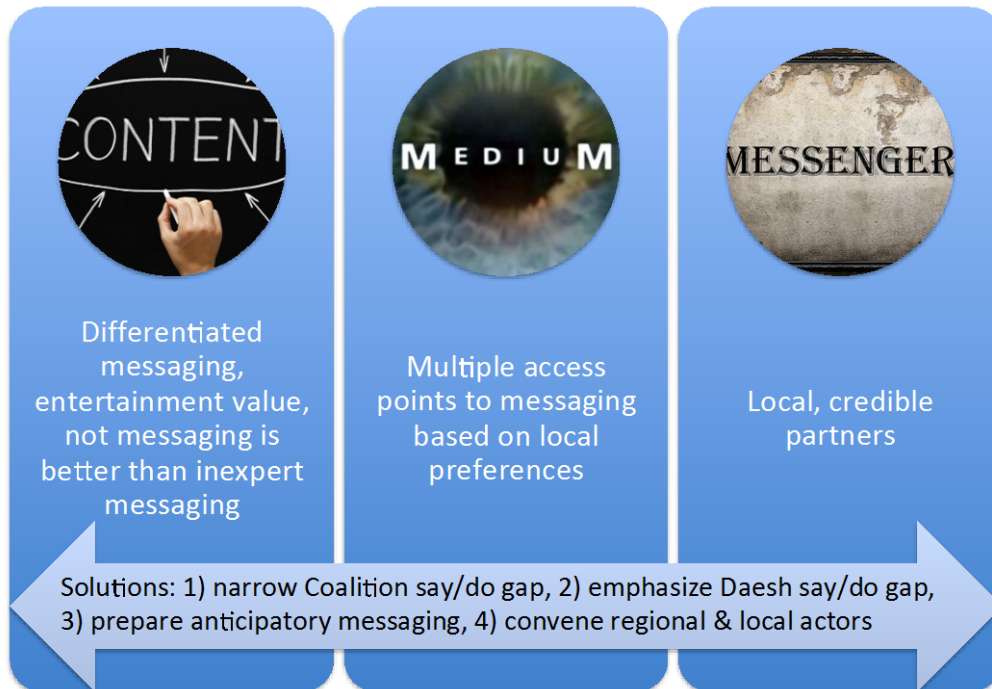 CONTENT
Differentiated
messaging,
entertainment value,
not messaging is
better than inexpert
messaging
MEDIUM
Multiple access
points to messaging
based on local
preferences
MESSENGER
Local, credible
partners
Solutions: 1) narrow Coalition say/do gap, 2) emphasize Daesh say/do gap,
3) prepare anticipatory messaging, 4) convene regional & local actors